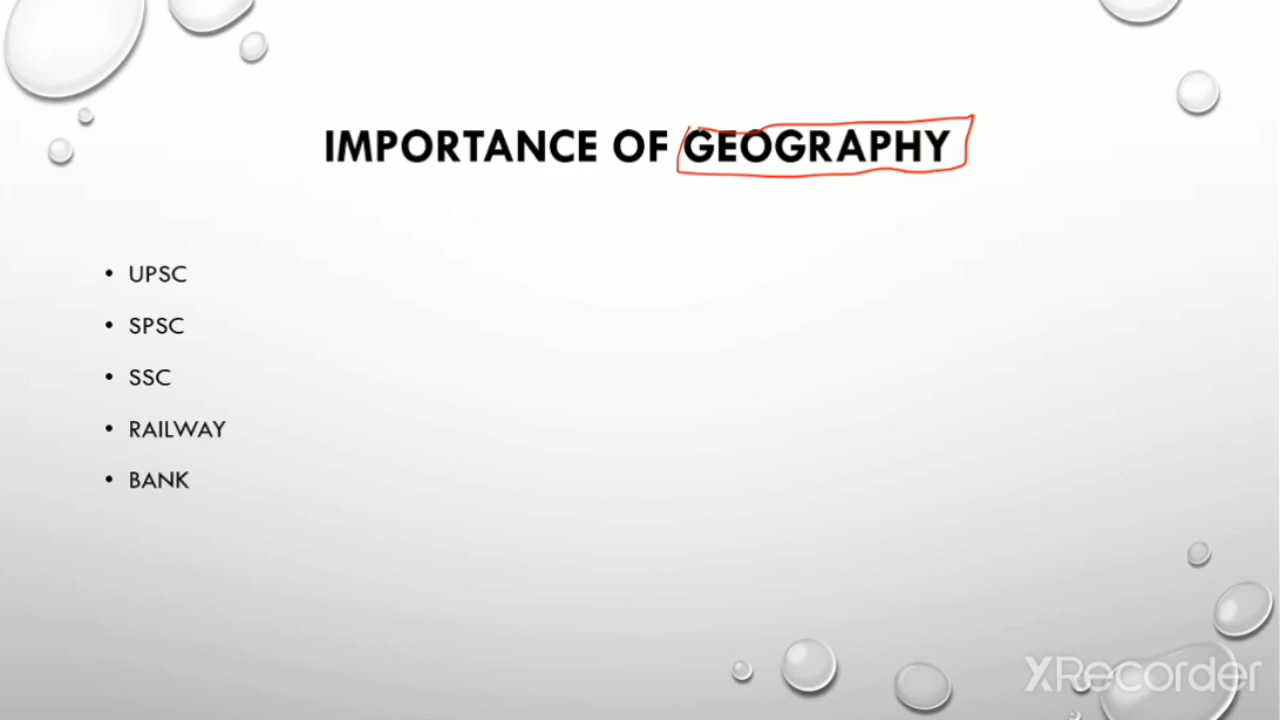 IMPORTANCE OF GEOGRAPHY
• UPSC
• SPSC
• SSC
• RAILWAY
• BANK
XRecorder